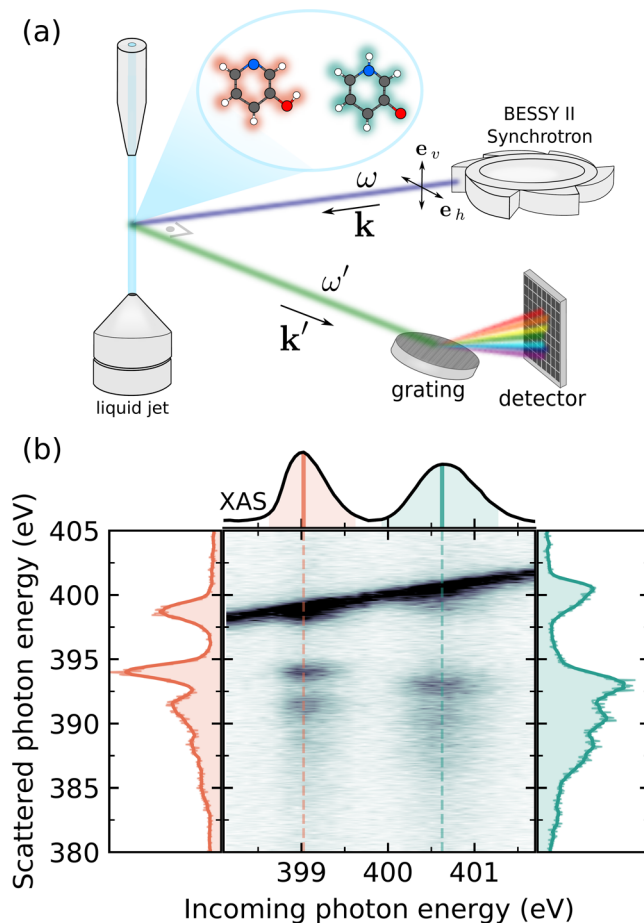 (a)
BESSY II
Synchrotron
e_v
e_h
ω
k
ω′
k′
grating
detector
liquid jet
(b)
XAS
Scattered photon energy (eV)
405
400
395
390
385
380
399
400
401
Incoming photon energy (eV)